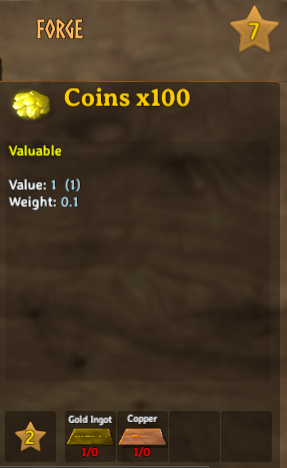 FORGE
7
Coins x100
Valuable
Value: 1 (1)
Weight: 0.1
2
Gold Ingot
1/0
Copper
1/0